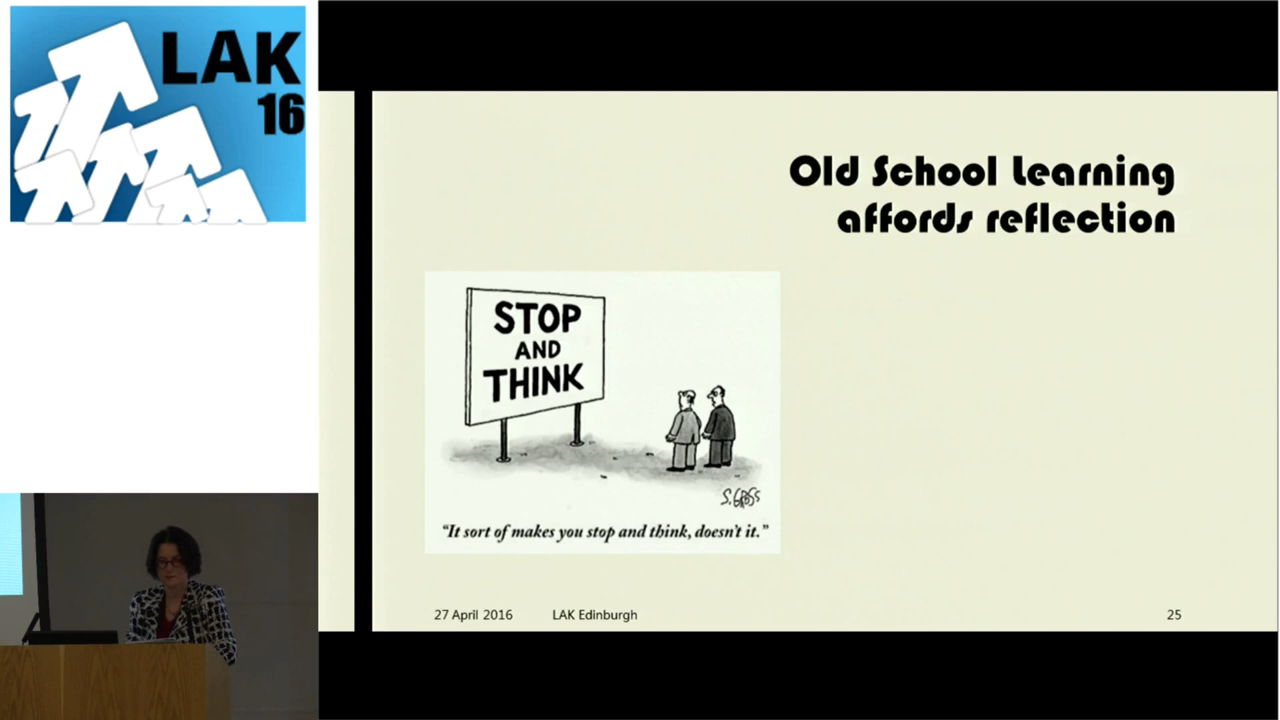 LAK
16
Old School Learning
affords reflection
STOP
AND
THINK
S. GROSS
"It sort of makes you stop and think, doesn't it."
27 April 2016
LAK Edinburgh
25